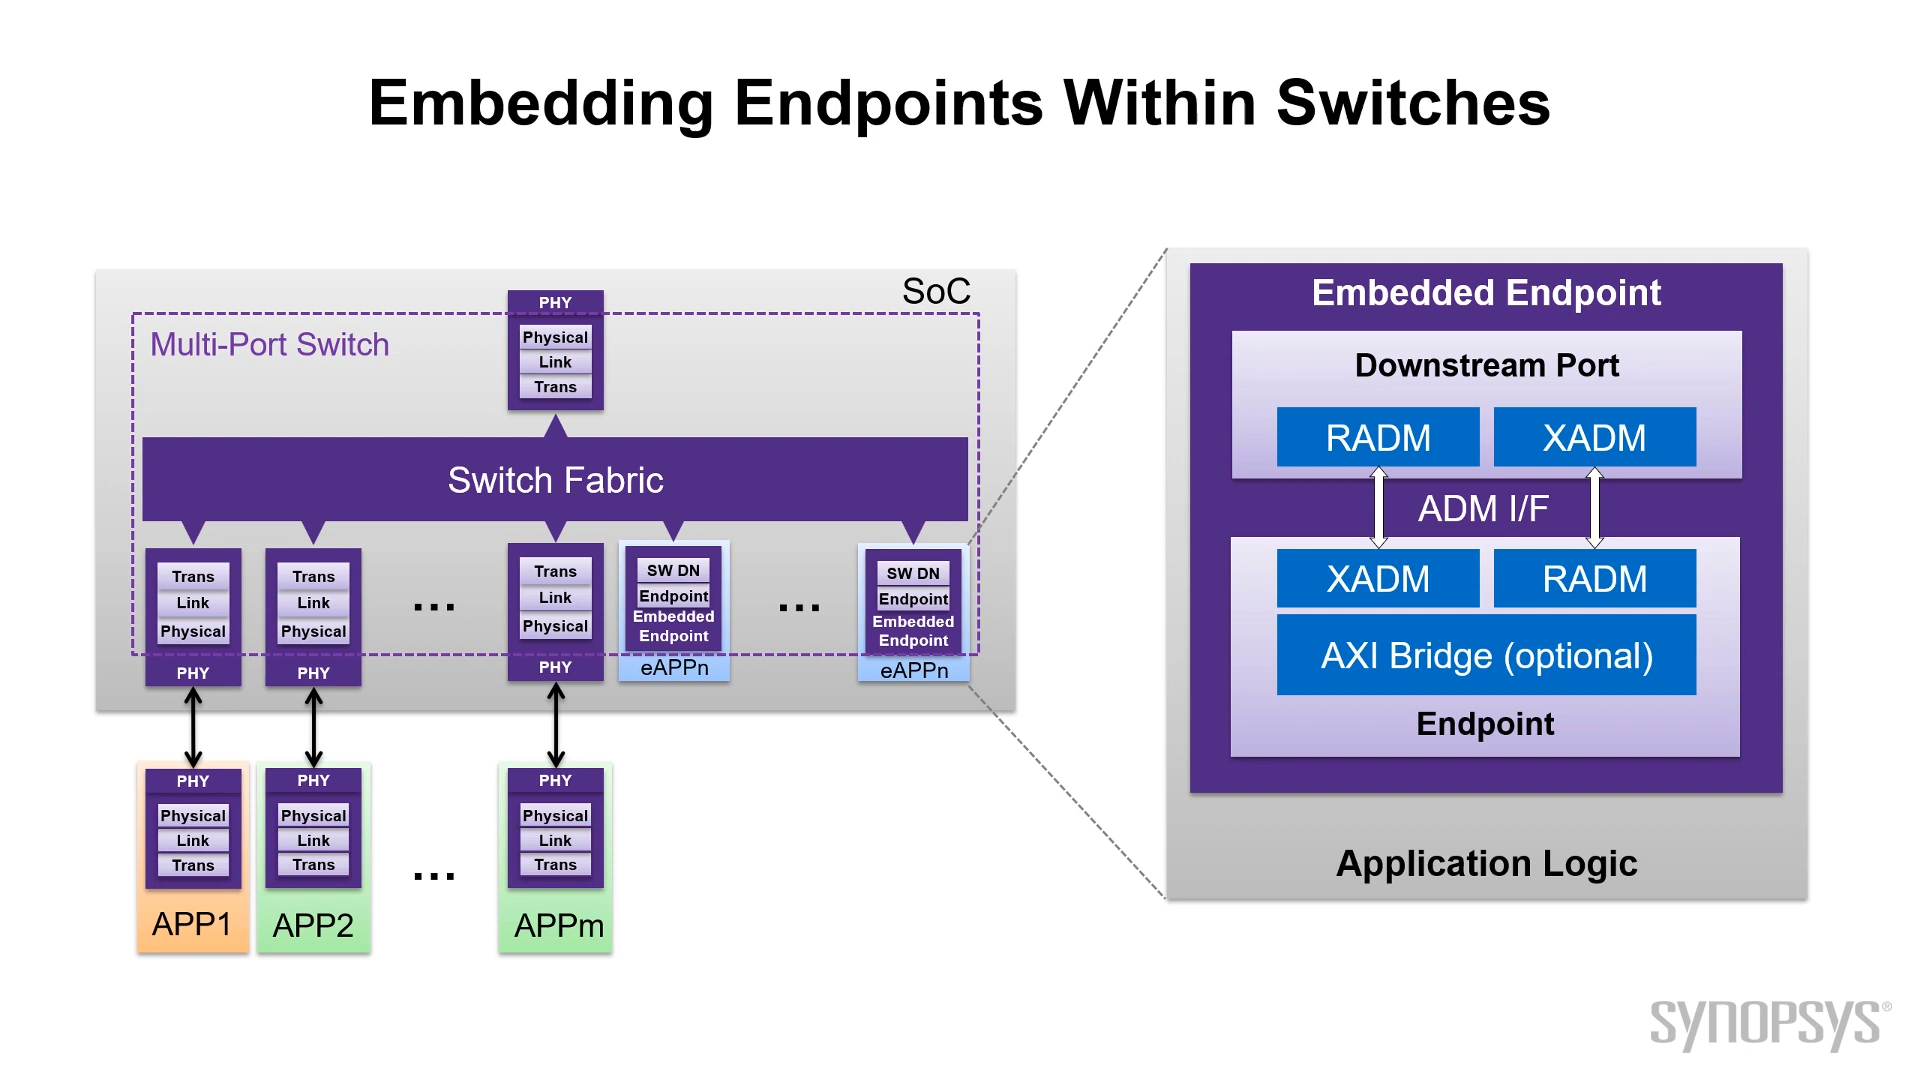 Embedding Endpoints Within Switches
SoC
PHY
Multi-Port Switch
Physical
Link
Trans
Switch Fabric
Trans
Link
Physical
PHY
Trans
Link
Physical
PHY
...
Trans
Link
Physical
PHY
SW DN
Endpoint
Embedded
Endpoint
eAPPn
...
SW DN
Endpoint
Embedded
Endpoint
eAPPn
PHY
Physical
Link
Trans
APP1
PHY
Physical
Link
Trans
APP2
...
PHY
Physical
Link
Trans
APPm
Embedded Endpoint
Downstream Port
RADM
XADM
ADM I/F
XADM
RADM
AXI Bridge (optional)
Endpoint
Application Logic
SYNOPSYS®